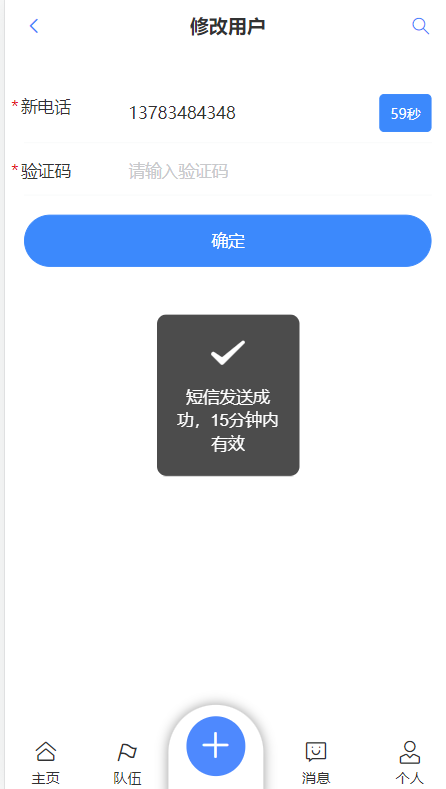 修改用户
*新电话 13783484348 59秒
*验证码 请输入验证码
确定
短信发送成
功，15分钟内
有效
主页 队伍 消息 个人